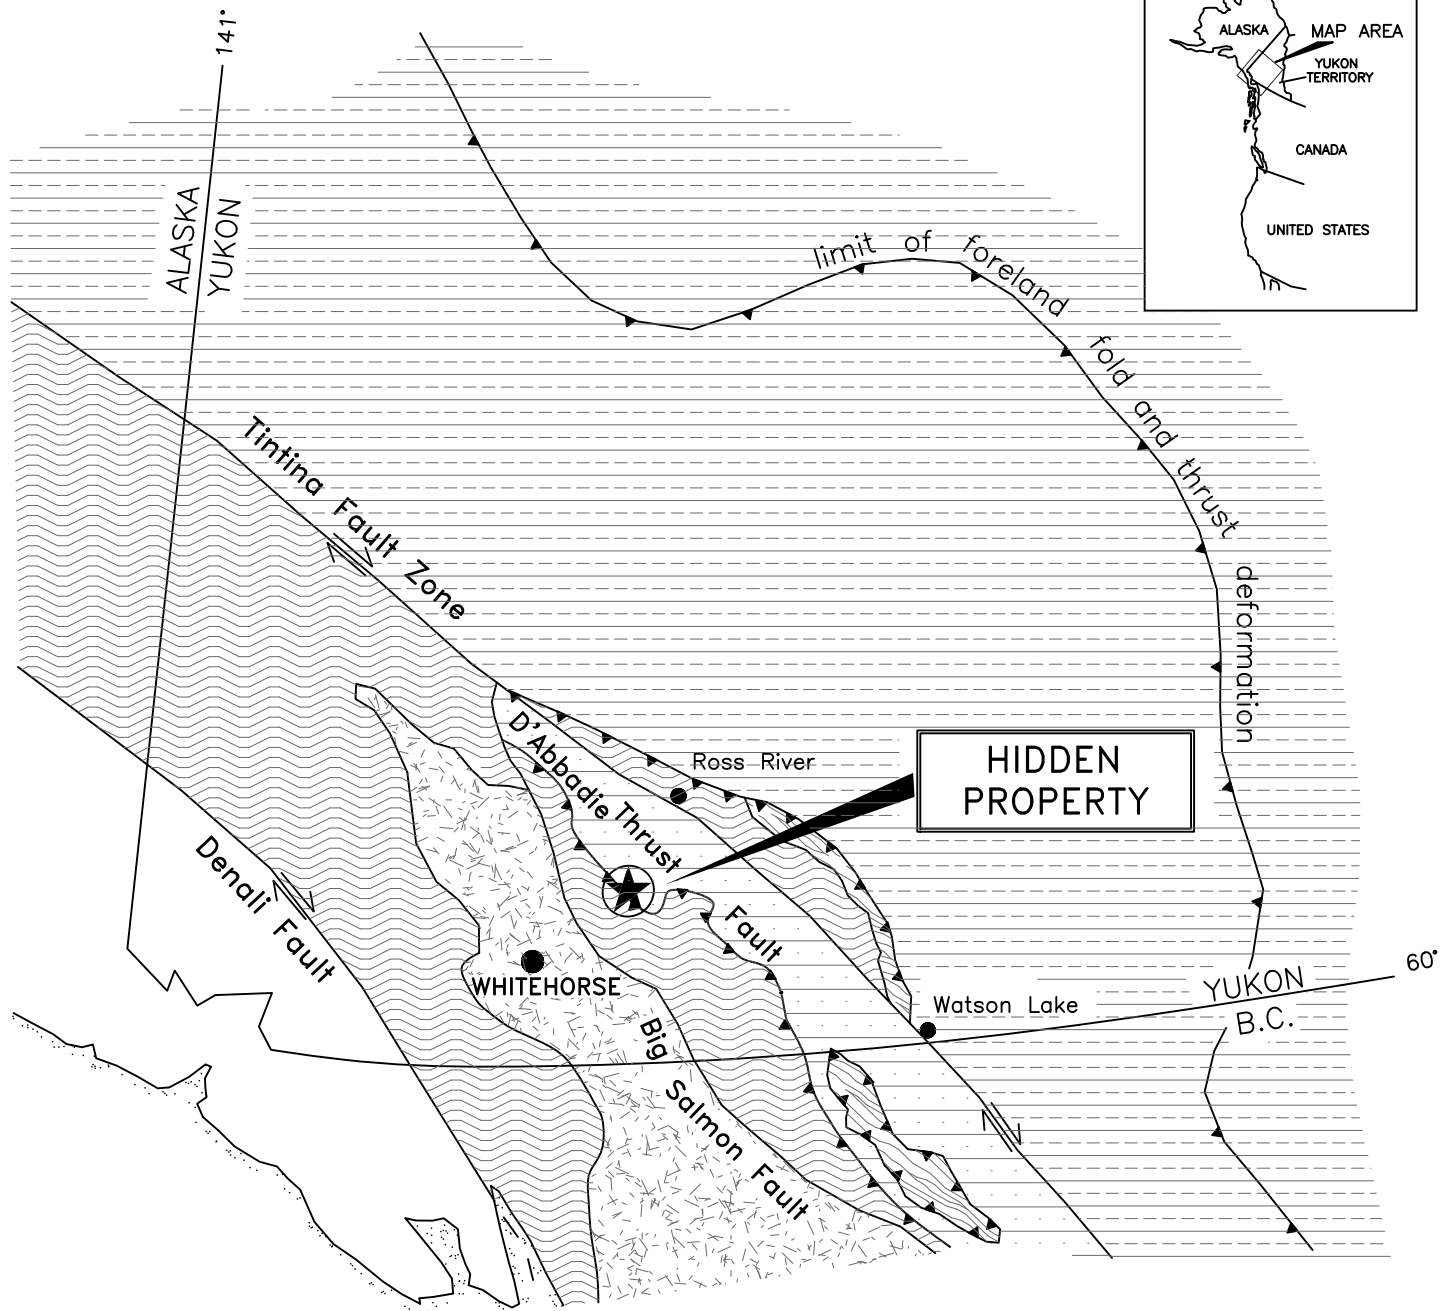 ALASKA
MAP AREA
YUKON
TERRITORY
CANADA
UNITED STATES
141°
ALASKA
YUKON
limit of foreland fold and thrust deformation
Tintina Fault Zone
D'Abbadie Thrust Fault
Ross River
HIDDEN
PROPERTY
Denali Fault
WHITEHORSE
Big Salmon Fault
Watson Lake
YUKON
B.C.
60°